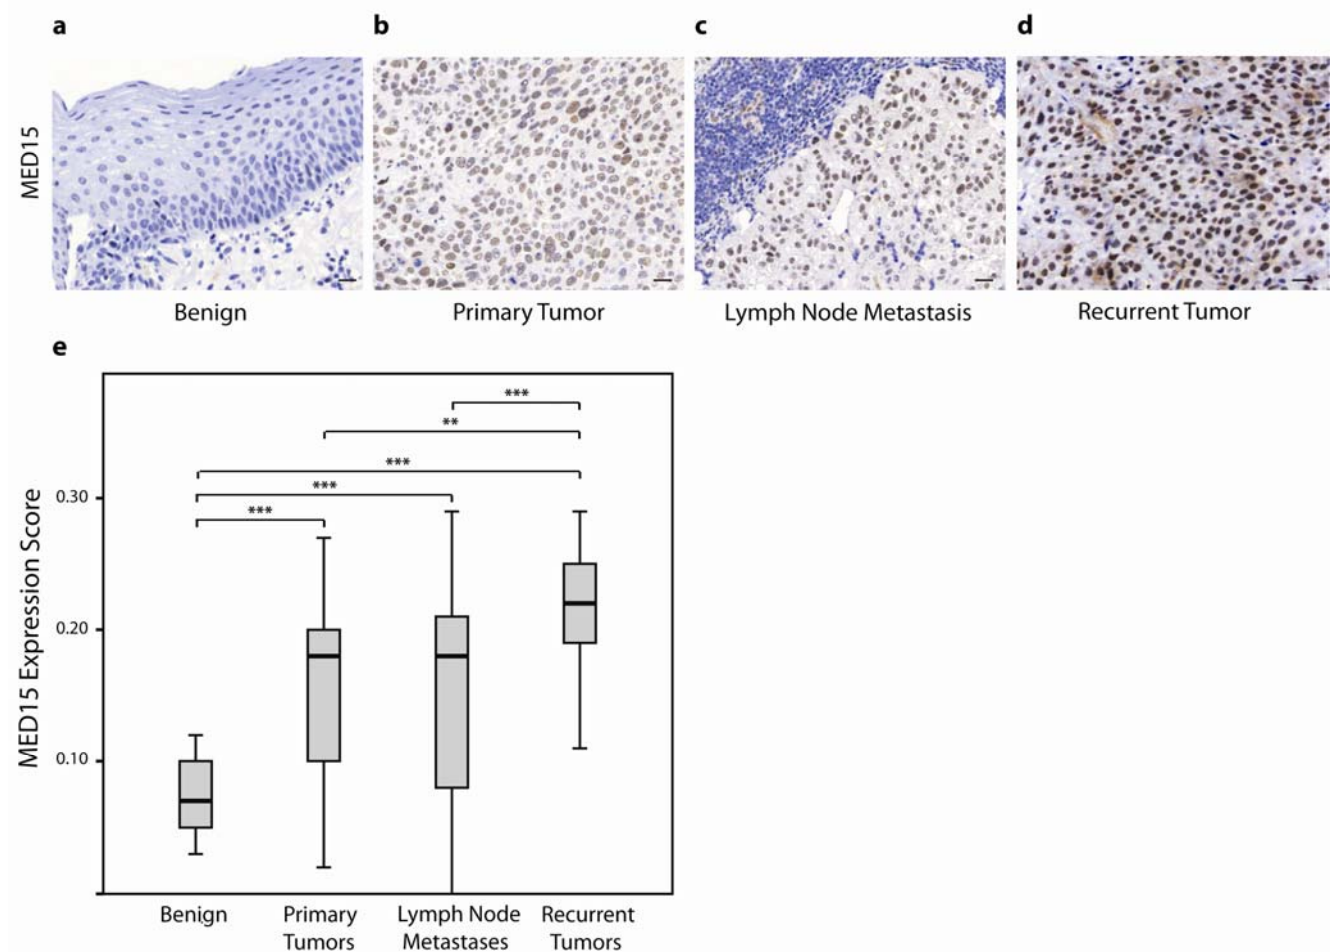 a
b
c
d
MED15
Benign
Primary Tumor
Lymph Node Metastasis
Recurrent Tumor
e
***
**
***
***
***
MED15 Expression Score
0.30
0.20
0.10
Benign
Primary
Tumors
Lymph Node
Metastases
Recurrent
Tumors